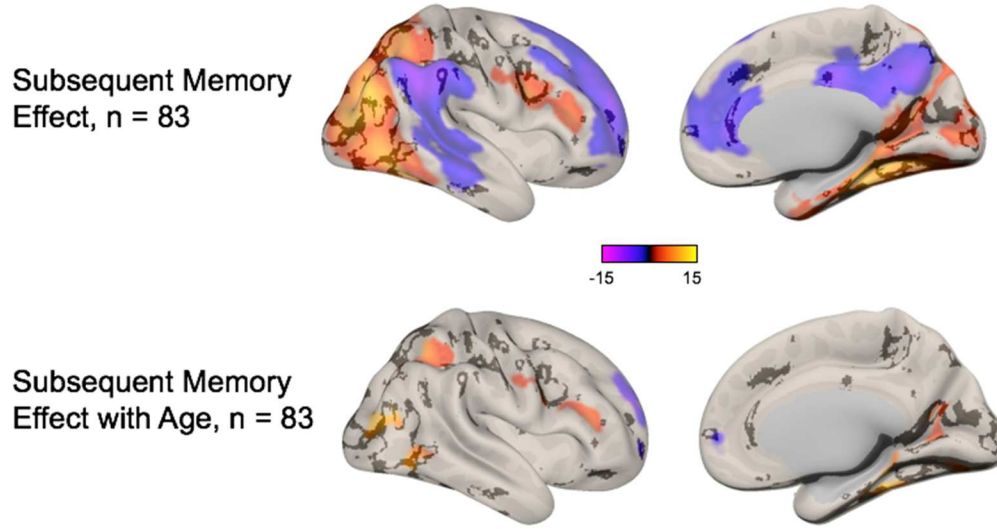 Subsequent Memory
Effect, n = 83
-15 15
Subsequent Memory
Effect with Age, n = 83